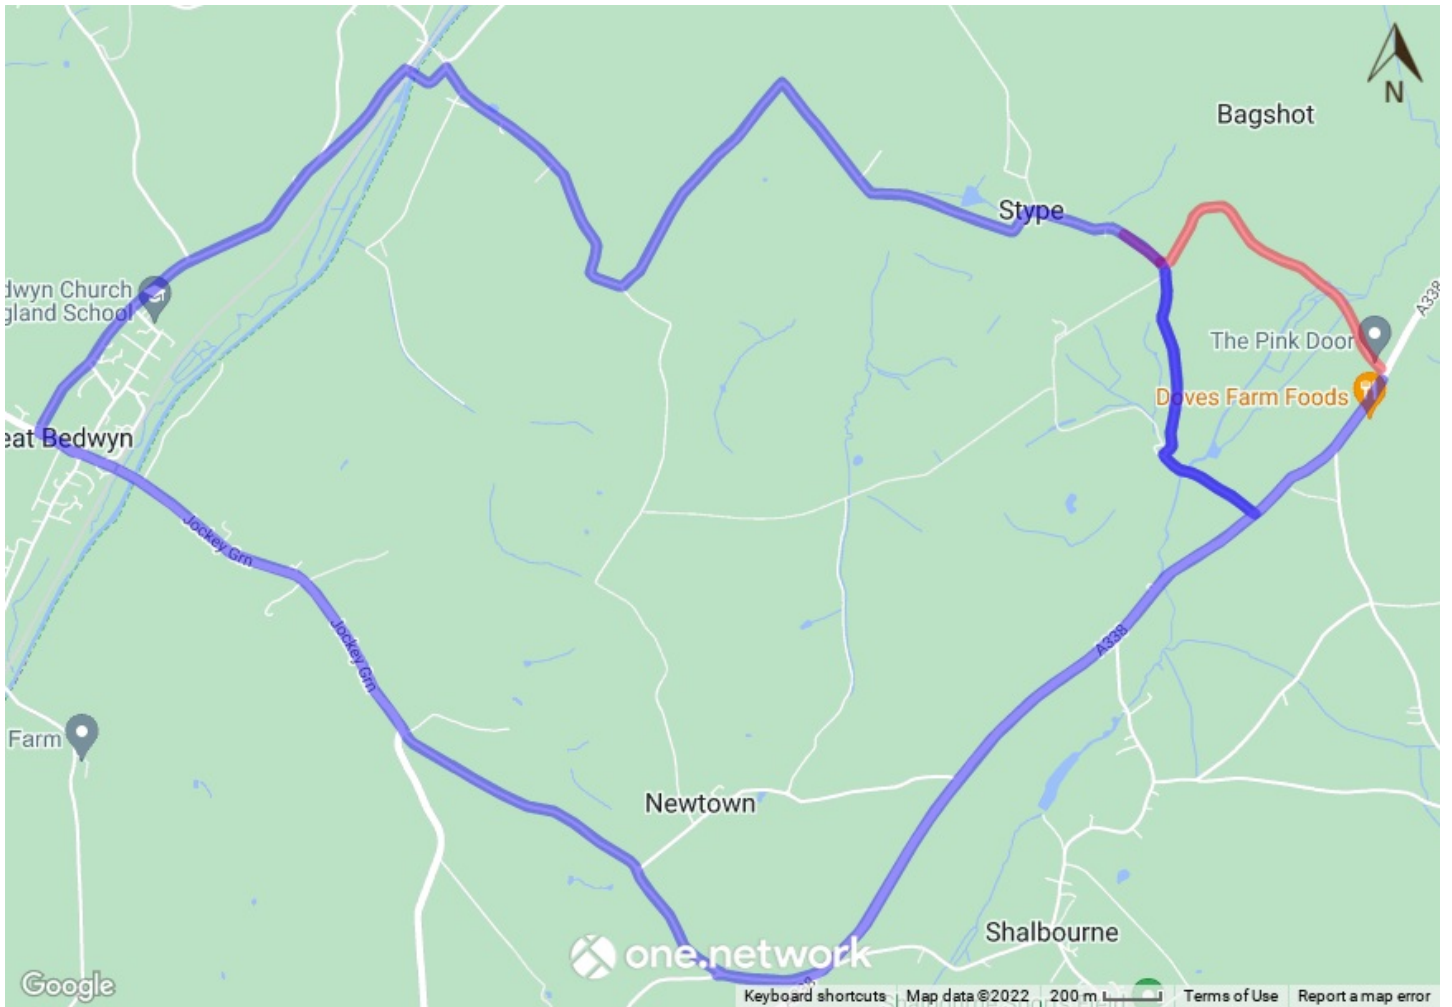 N
Bagshot
Stype
dwyn Church
gland School
A338
The Pink Door
Doves Farm Foods
eat Bedwyn
Jockey Grn
Jockey Grn
A338
Farm
Newtown
Shalbourne
one.network
Google
Keyboard shortcuts Map data ©2022 200 m Terms of Use Report a map error